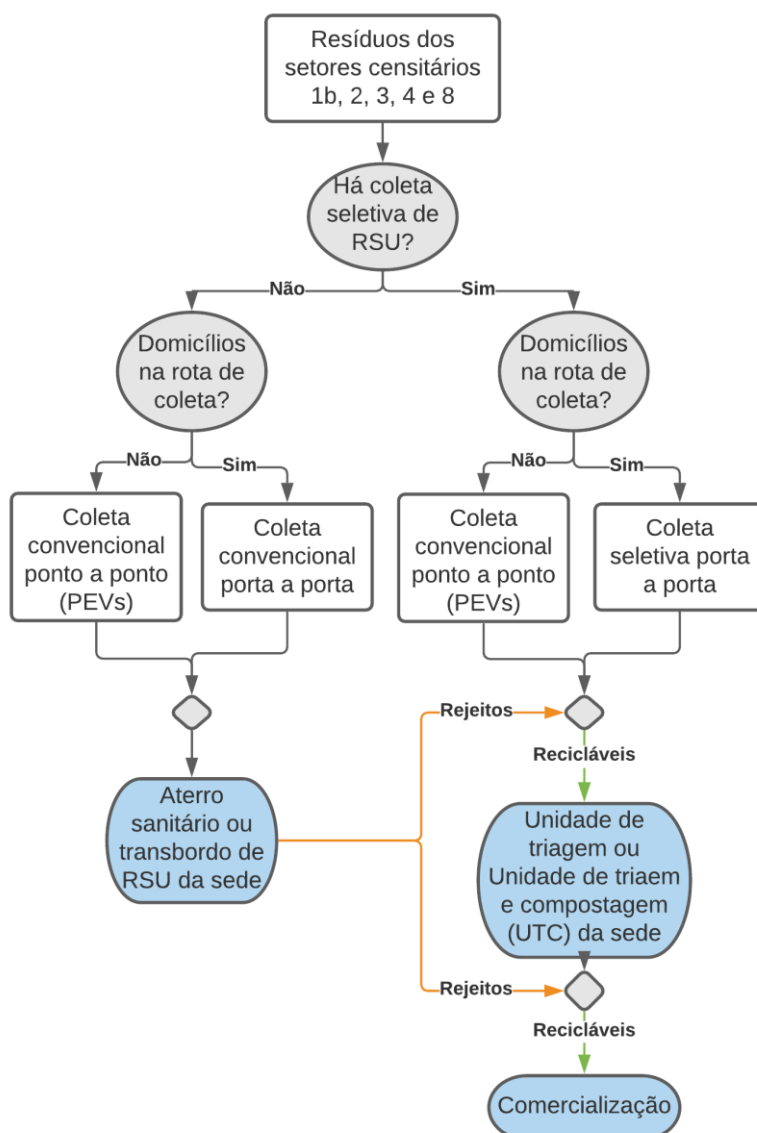 Resíduos dos
setores censitários
1b, 2, 3, 4 e 8
Há coleta
seletiva de
RSU?
Não
Sim
Domicílios
na rota de
coleta?
Domicílios
na rota de
coleta?
Não
Sim
Não
Sim
Coleta
convencional
ponto a ponto
(PEVs)
Coleta
convencional
porta a porta
Coleta
convencional
ponto a ponto
(PEVs)
Coleta
seletiva porta
a porta
Rejeitos
Recicláveis
Aterro
sanitário ou
transbordo de
RSU da sede
Unidade de
triagem ou
Unidade de triaem
e compostagem
(UTC) da sede
Rejeitos
Recicláveis
Comercialização